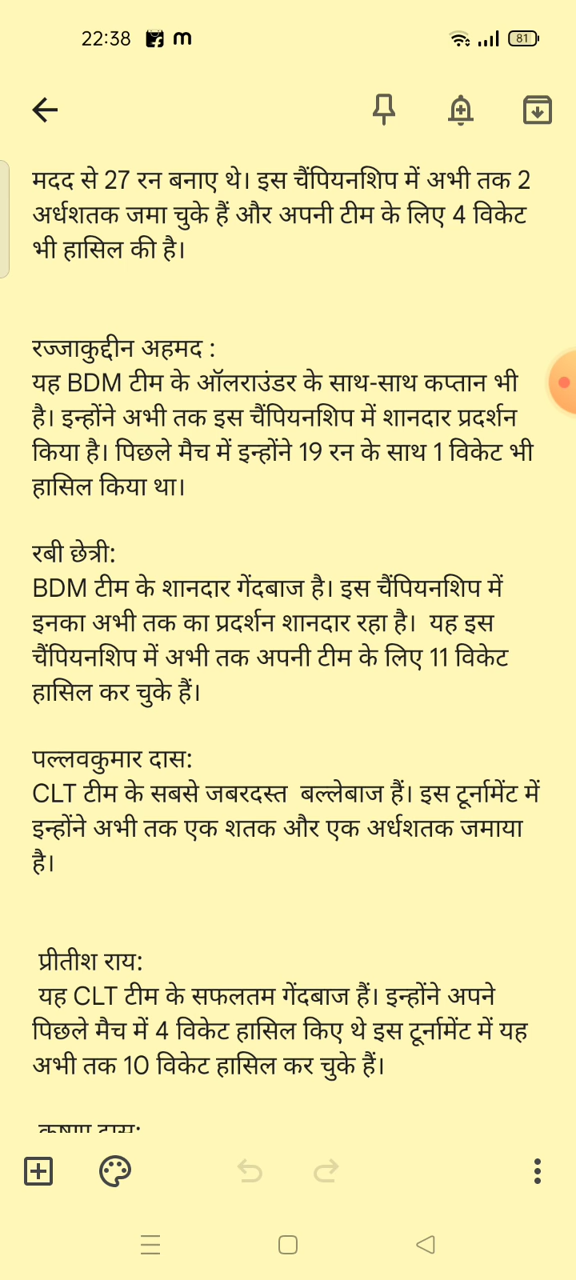 22:38
81
मदद से 27 रन बनाए थे। इस चैंपियनशिप में अभी तक 2
अर्धशतक जमा चुके हैं और अपनी टीम के लिए 4 विकेट
भी हासिल की है।
रज्जाकुद्दीन अहमद :
यह BDM टीम के ऑलराउंडर के साथ-साथ कप्तान भी
है। इन्होंने अभी तक इस चैंपियनशिप में शानदार प्रदर्शन
किया है। पिछले मैच में इन्होंने 19 रन के साथ 1 विकेट भी
हासिल किया था।
रबी छेत्री:
BDM टीम के शानदार गेंदबाज है। इस चैंपियनशिप में
इनका अभी तक का प्रदर्शन शानदार रहा है।  यह इस
चैंपियनशिप में अभी तक अपनी टीम के लिए 11 विकेट
हासिल कर चुके हैं।
पल्लवकुमार दास:
CLT टीम के सबसे जबरदस्त  बल्लेबाज हैं। इस टूर्नामेंट में
इन्होंने अभी तक एक शतक और एक अर्धशतक जमाया
है।
प्रीतीश राय:
यह CLT टीम के सफलतम गेंदबाज हैं। इन्होंने अपने
पिछले मैच में 4 विकेट हासिल किए थे इस टूर्नामेंट में यह
अभी तक 10 विकेट हासिल कर चुके हैं।